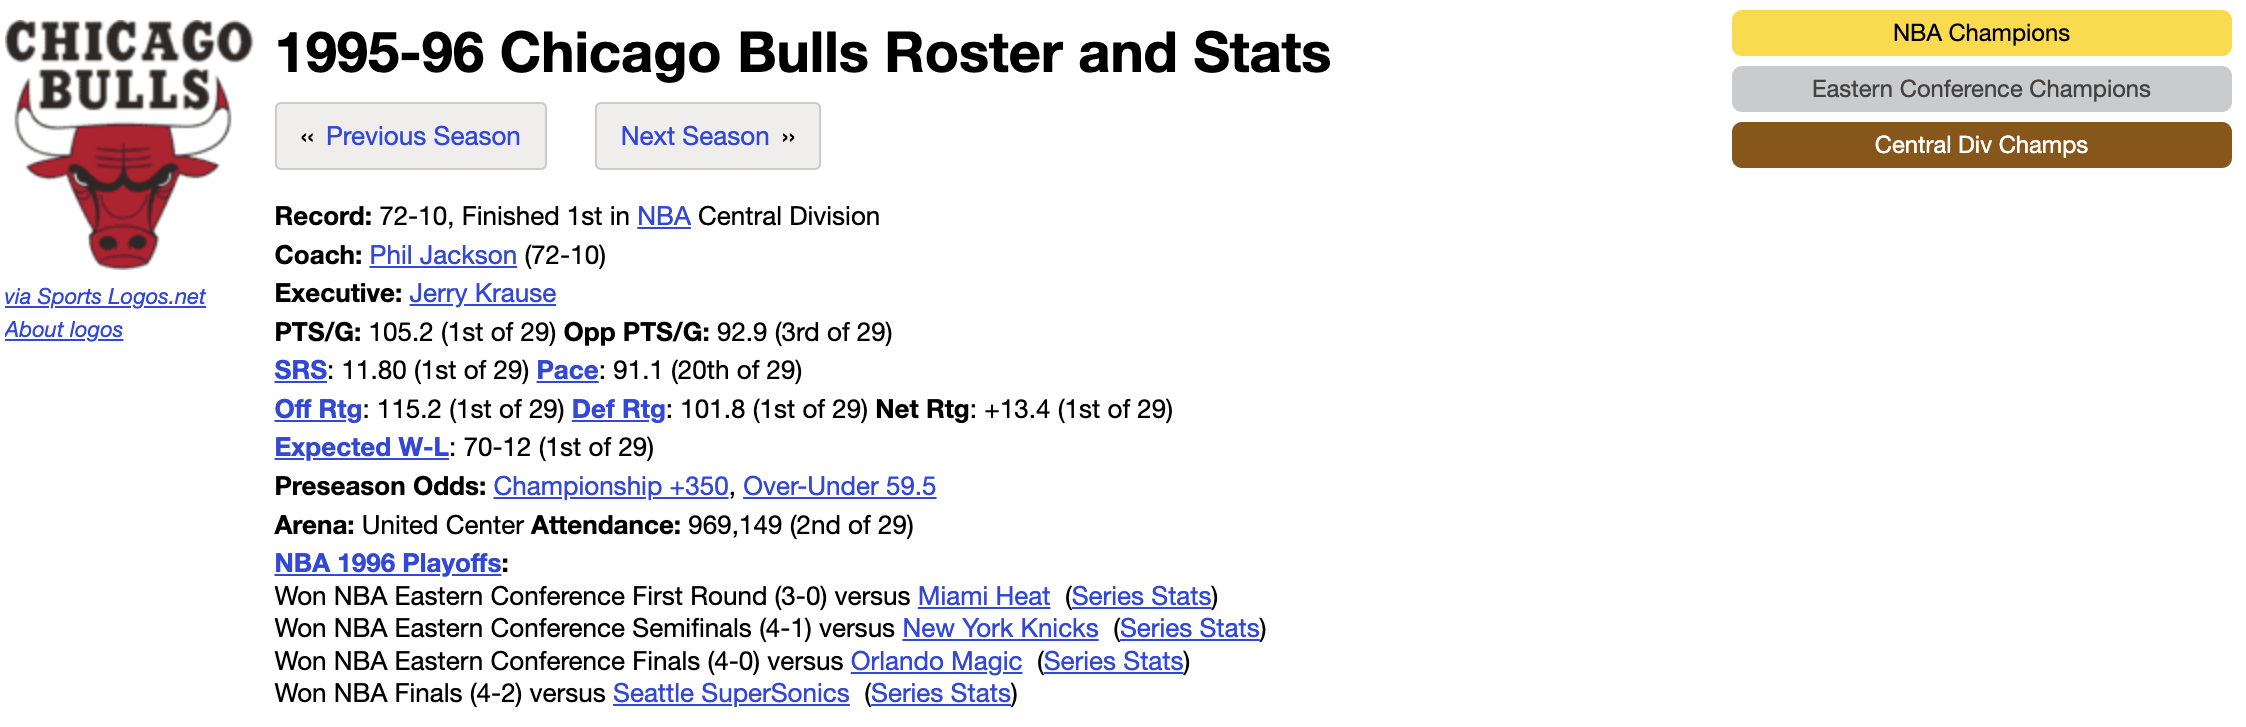 CHICAGO
BULLS
via Sports Logos.net
About logos
1995-96 Chicago Bulls Roster and Stats
« Previous Season
Next Season »
Record: 72-10, Finished 1st in NBA Central Division
Coach: Phil Jackson (72-10)
Executive: Jerry Krause
PTS/G: 105.2 (1st of 29) Opp PTS/G: 92.9 (3rd of 29)
SRS: 11.80 (1st of 29) Pace: 91.1 (20th of 29)
Off Rtg: 115.2 (1st of 29) Def Rtg: 101.8 (1st of 29) Net Rtg: +13.4 (1st of 29)
Expected W-L: 70-12 (1st of 29)
Preseason Odds: Championship +350, Over-Under 59.5
Arena: United Center Attendance: 969,149 (2nd of 29)
NBA 1996 Playoffs:
Won NBA Eastern Conference First Round (3-0) versus Miami Heat (Series Stats)
Won NBA Eastern Conference Semifinals (4-1) versus New York Knicks (Series Stats)
Won NBA Eastern Conference Finals (4-0) versus Orlando Magic (Series Stats)
Won NBA Finals (4-2) versus Seattle SuperSonics (Series Stats)
NBA Champions
Eastern Conference Champions
Central Div Champs